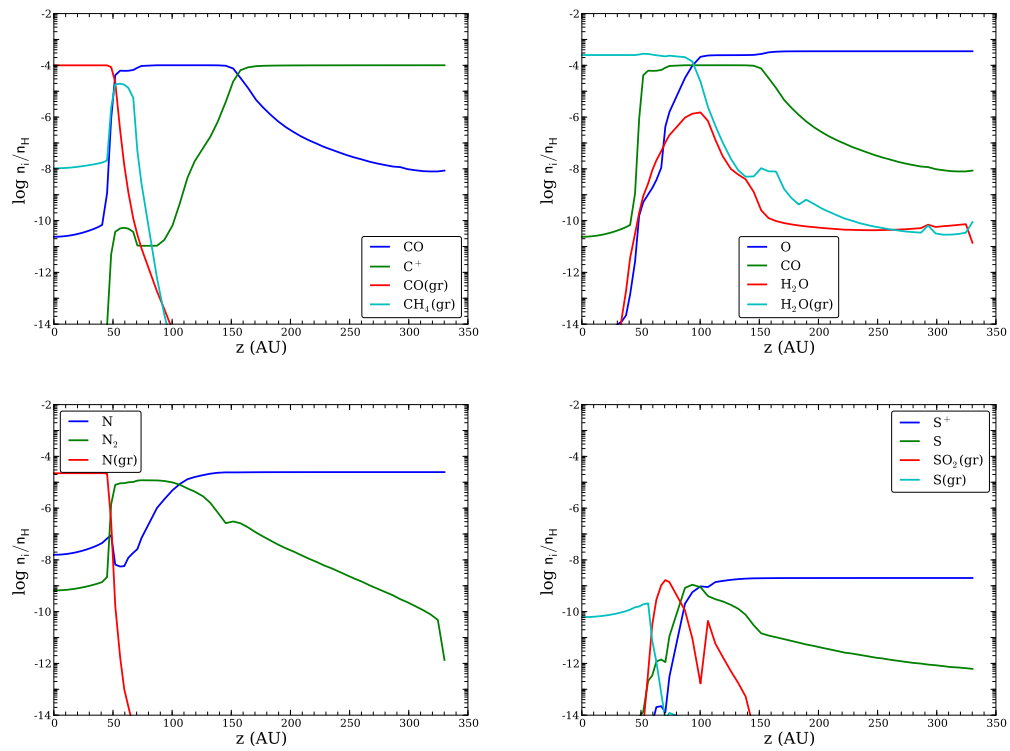 -2
-4
-6
-8
-10
-12
-14
log n_i/n_H
0 50 100 150 200 250 300 350
z (AU)
CO
C⁺
CO(gr)
CH₄(gr)
-2
-4
-6
-8
-10
-12
-14
log n_i/n_H
0 50 100 150 200 250 300 350
z (AU)
O
CO
H₂O
H₂O(gr)
-2
-4
-6
-8
-10
-12
-14
log n_i/n_H
0 50 100 150 200 250 300 350
z (AU)
N
N₂
N(gr)
-2
-4
-6
-8
-10
-12
-14
log n_i/n_H
0 50 100 150 200 250 300 350
z (AU)
S⁺
S
SO₂(gr)
S(gr)